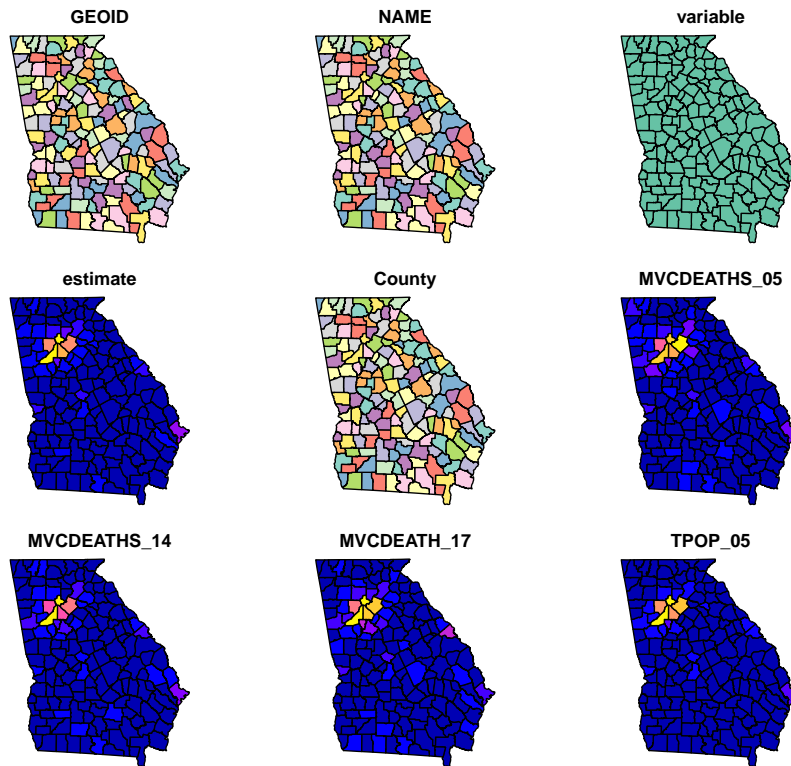 GEOID
NAME
variable
estimate
County
MVCDEATHS_05
MVCDEATHS_14
MVCDEATH_17
TPOP_05